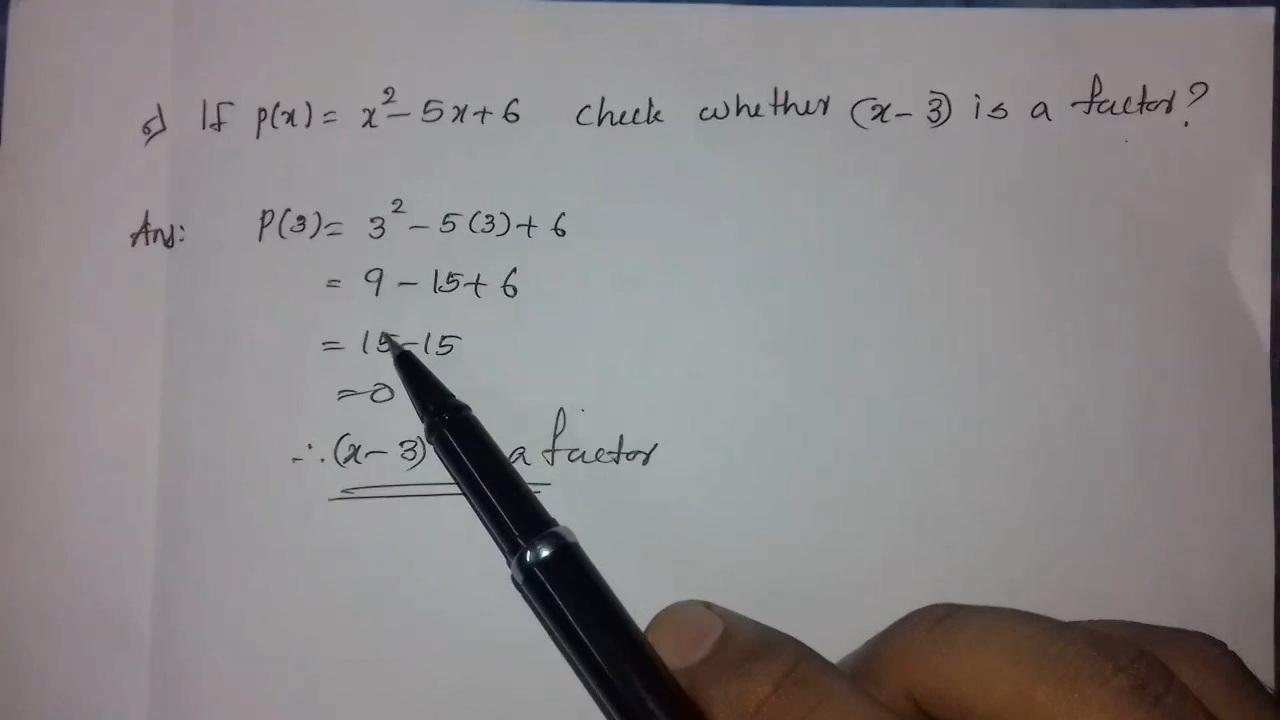 If p(x) = x² - 5x + 6 check whether (x - 3) is a factor?
Ans: P(3) = 3² - 5(3) + 6
= 9 - 15 + 6
= 15 - 15
= 0
∴ (x - 3) a factor